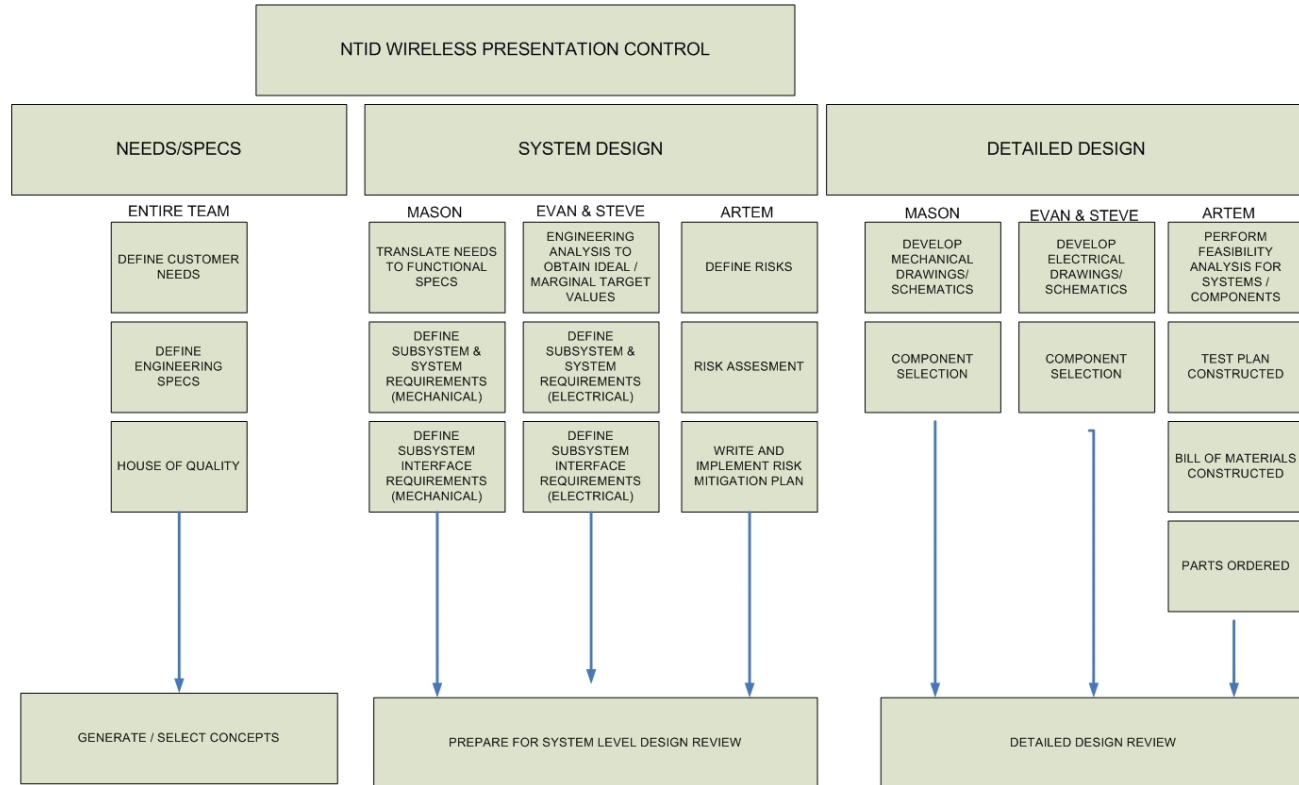 NTID WIRELESS PRESENTATION CONTROL
NEEDS/SPECS
ENTIRE TEAM
DEFINE CUSTOMER
NEEDS
DEFINE
ENGINEERING
SPECS
HOUSE OF QUALITY
GENERATE / SELECT CONCEPTS
SYSTEM DESIGN
MASON
TRANSLATE NEEDS
TO FUNCTIONAL
SPECS
DEFINE
SUBSYSTEM &
SYSTEM
REQUIREMENTS
(MECHANICAL)
DEFINE
SUBSYSTEM
INTERFACE
REQUIREMENTS
(MECHANICAL)
EVAN & STEVE
ENGINEERING
ANALYSIS TO
OBTAIN IDEAL /
MARGINAL TARGET
VALUES
DEFINE
SUBSYSTEM &
SYSTEM
REQUIREMENTS
(ELECTRICAL)
DEFINE
SUBSYSTEM
INTERFACE
REQUIREMENTS
(ELECTRICAL)
ARTEM
DEFINE RISKS
RISK ASSESMENT
WRITE AND
IMPLEMENT RISK
MITIGATION PLAN
PREPARE FOR SYSTEM LEVEL DESIGN REVIEW
DETAILED DESIGN
MASON
DEVELOP
MECHANICAL
DRAWINGS/
SCHEMATICS
COMPONENT
SELECTION
EVAN & STEVE
DEVELOP
ELECTRICAL
DRAWINGS/
SCHEMATICS
COMPONENT
SELECTION
ARTEM
PERFORM
FEASIBILITY
ANALYSIS FOR
SYSTEMS /
COMPONENTS
TEST PLAN
CONSTRUCTED
BILL OF MATERIALS
CONSTRUCTED
PARTS ORDERED
DETAILED DESIGN REVIEW